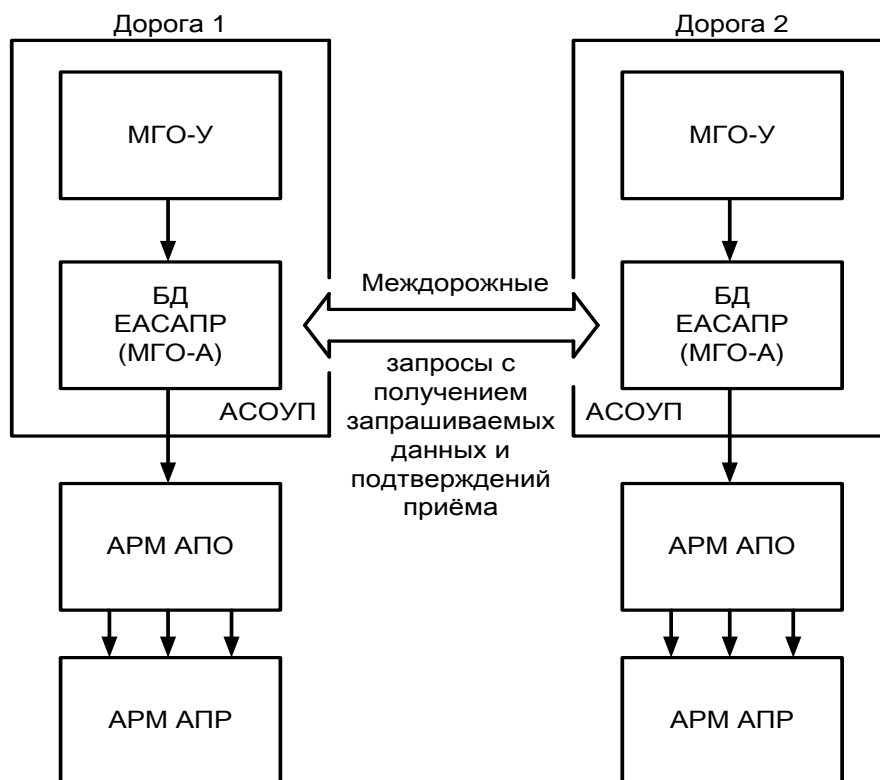 Дорога 1
МГО-У
БД
ЕАСАПР
(МГО-А)
АСОУП
АРМ АПО
АРМ АПР
Междорожные
запросы с
получением
запрашиваемых
данных и
подтверждений
приёма
Дорога 2
МГО-У
БД
ЕАСАПР
(МГО-А)
АСОУП
АРМ АПО
АРМ АПР